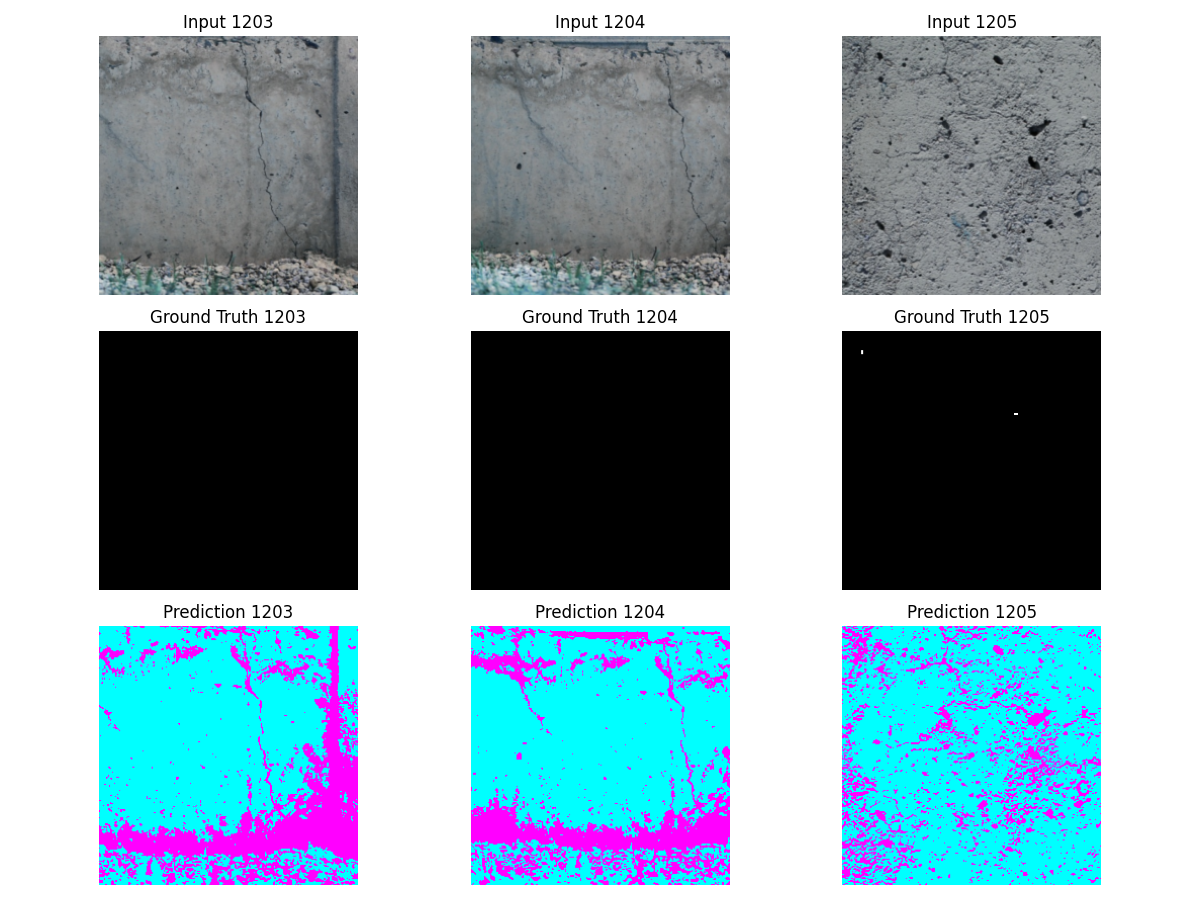 Input 1203
Input 1204
Input 1205
Ground Truth 1203
Ground Truth 1204
Ground Truth 1205
Prediction 1203
Prediction 1204
Prediction 1205